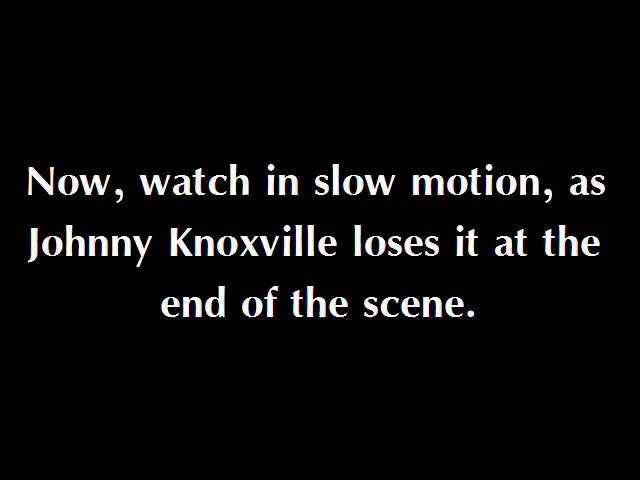 Now, watch in slow motion, as
Johnny Knoxville loses it at the
end of the scene.